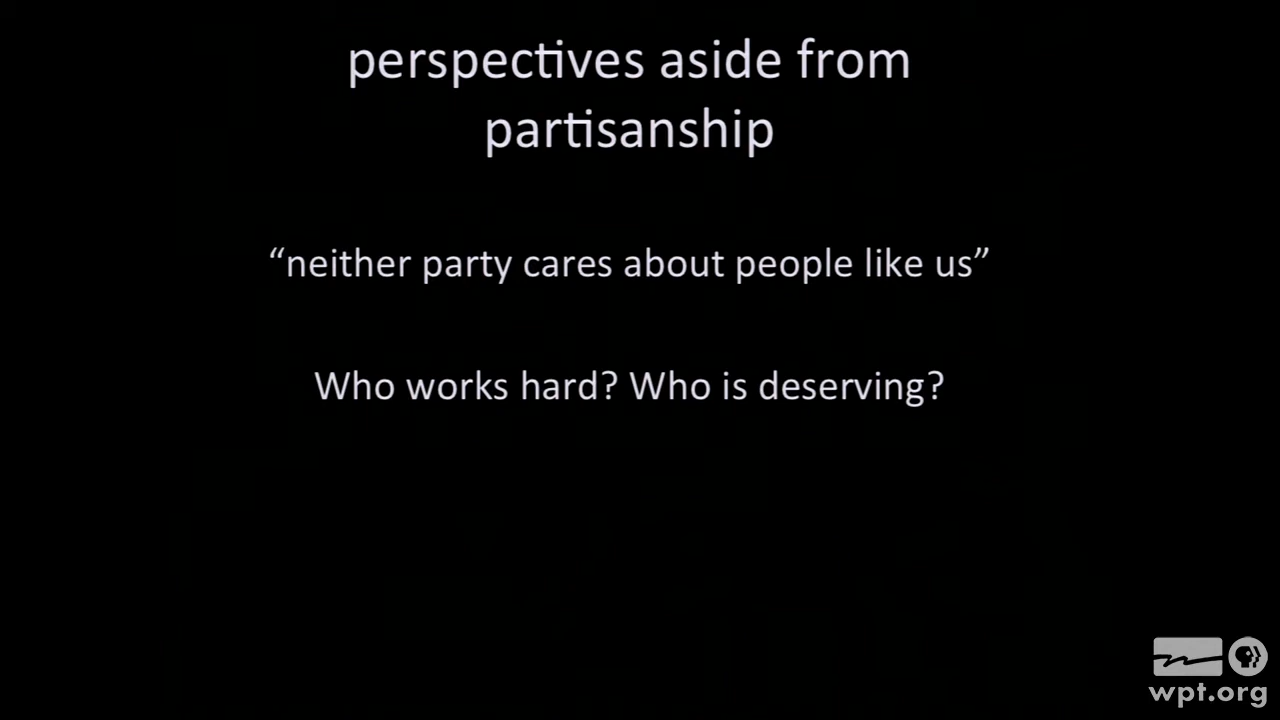 perspectives aside from
partisanship
“neither party cares about people like us”
Who works hard? Who is deserving?
wpt.org